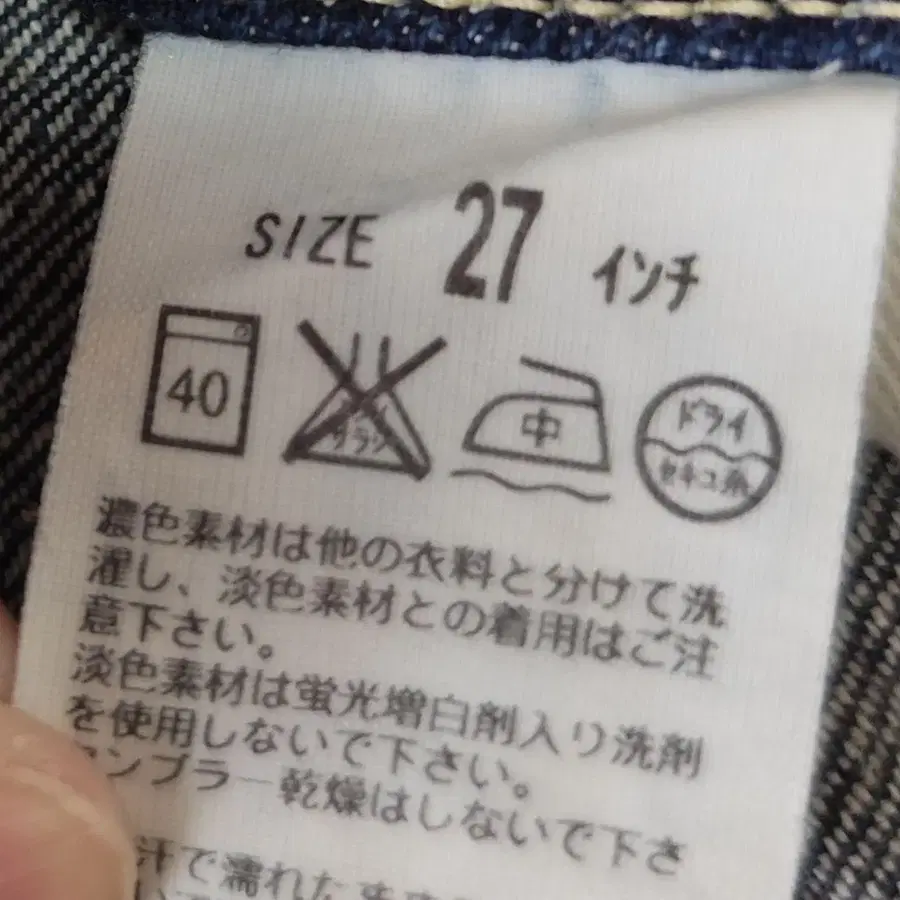 SIZE 27 インチ
40
サラシ
中
ドライ
セキユ系
濃色素材は他の衣料と分けて洗
濯し、淡色素材との着用はご注
意下さい。
淡色素材は蛍光増白剤入り洗剤
を使用しないで下さい。
ンブラー乾燥はしないで下さ
汗で濡れた